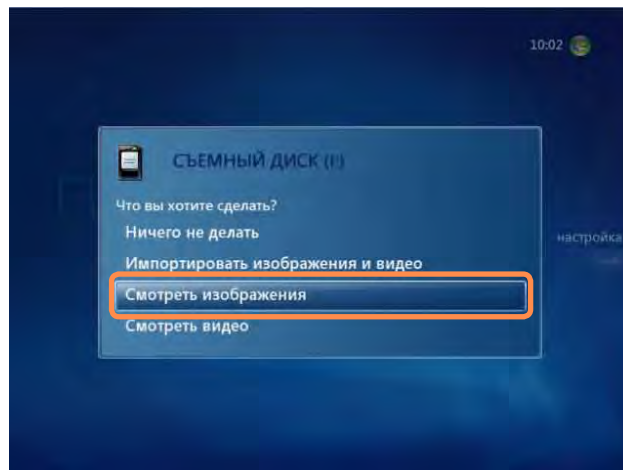 10:02
СЪЕМНЫЙ ДИСК (I:)
Что вы хотите сделать?
Ничего не делать
настройка
Импортировать изображения и видео
Смотреть изображения
Смотреть видео